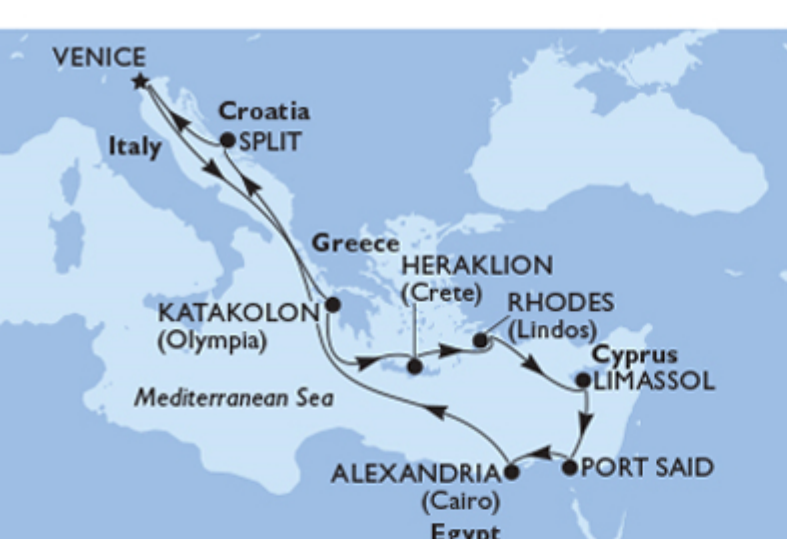 VENICE
Croatia
SPLIT
Italy
Greece
HERAKLION
(Crete)
RHODES
(Lindos)
KATAKOLON
(Olympia)
Cyprus
LIMASSOL
Mediterranean Sea
ALEXANDRIA
(Cairo)
PORT SAID
Egypt